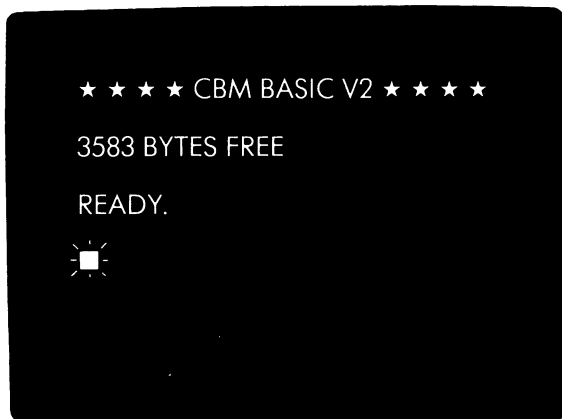 ★ ★ ★ ★ CBM BASIC V2 ★ ★ ★ ★
3583 BYTES FREE
READY.